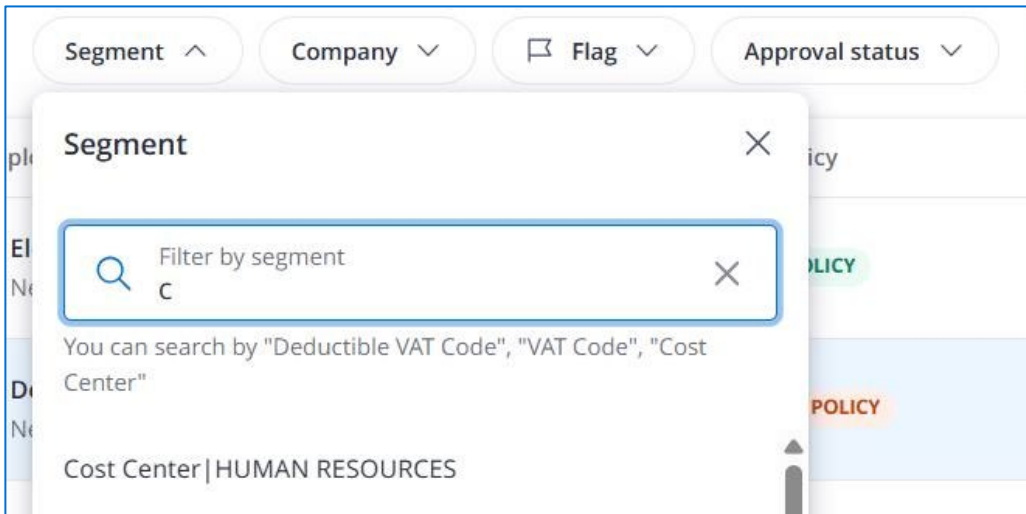 Segment Company Flag Approval status
Segment
Filter by segment
C
You can search by "Deductible VAT Code", "VAT Code", "Cost
Center"
POLICY
Cost Center|HUMAN RESOURCES